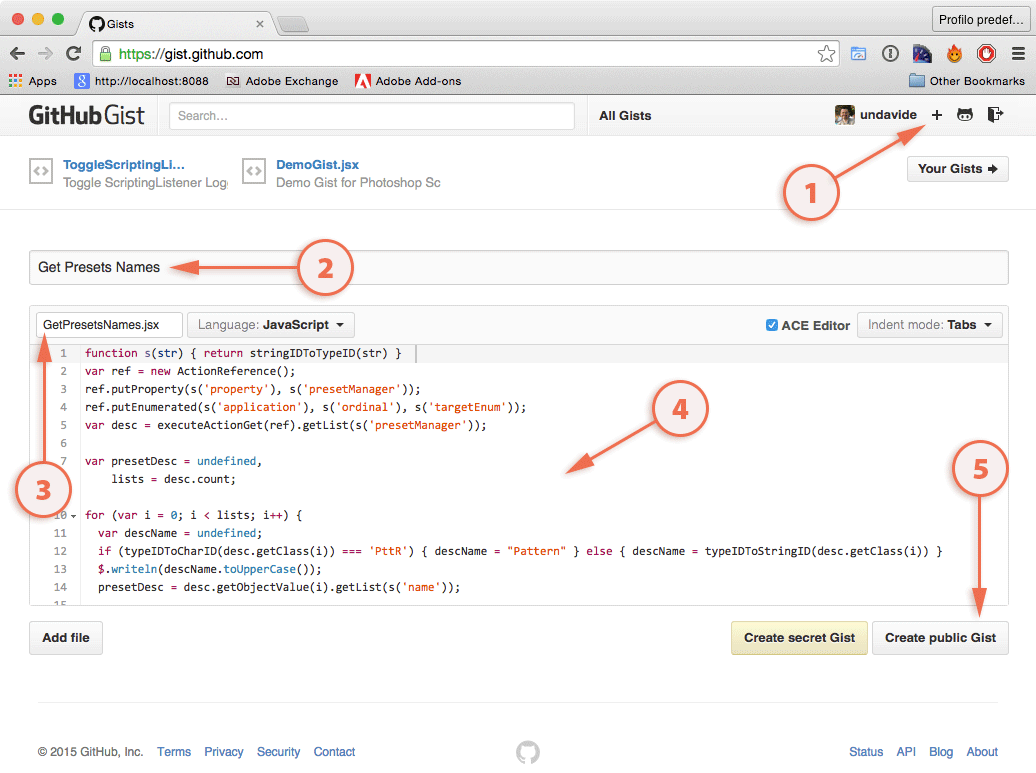 Gists
Profilo predef...
https://gist.github.com
Apps
http://localhost:8088
Adobe Exchange
Adobe Add-ons
Other Bookmarks
GitHub Gist
Search...
All Gists
undavide
ToggleScriptingLi...
Toggle ScriptingListener Log
DemoGist.jsx
Demo Gist for Photoshop Sc
1
Your Gists
Get Presets Names
2
GetPresetsNames.jsx
Language: JavaScript
ACE Editor
Indent mode: Tabs
1 function s(str) { return stringIDToTypeID(str) }
2 var ref = new ActionReference();
3 ref.putProperty(s('property'), s('presetManager'));
4 ref.putEnumerated(s('application'), s('ordinal'), s('targetEnum'));
5 var desc = executeActionGet(ref).getList(s('presetManager'));
6
7 var presetDesc = undefined,
lists = desc.count;
10 for (var i = 0; i < lists; i++) {
11 var descName = undefined;
12 if (typeIDToCharID(desc.getClass(i)) === 'PttR') { descName = "Pattern" } else { descName = typeIDToStringID(desc.getClass(i)) }
13 $.writeln(descName.toUpperCase());
14 presetDesc = desc.getObjectValue(i).getList(s('name'));
15
3
4
5
Add file
Create secret Gist
Create public Gist
© 2015 GitHub, Inc.
Terms
Privacy
Security
Contact
Status
API
Blog
About